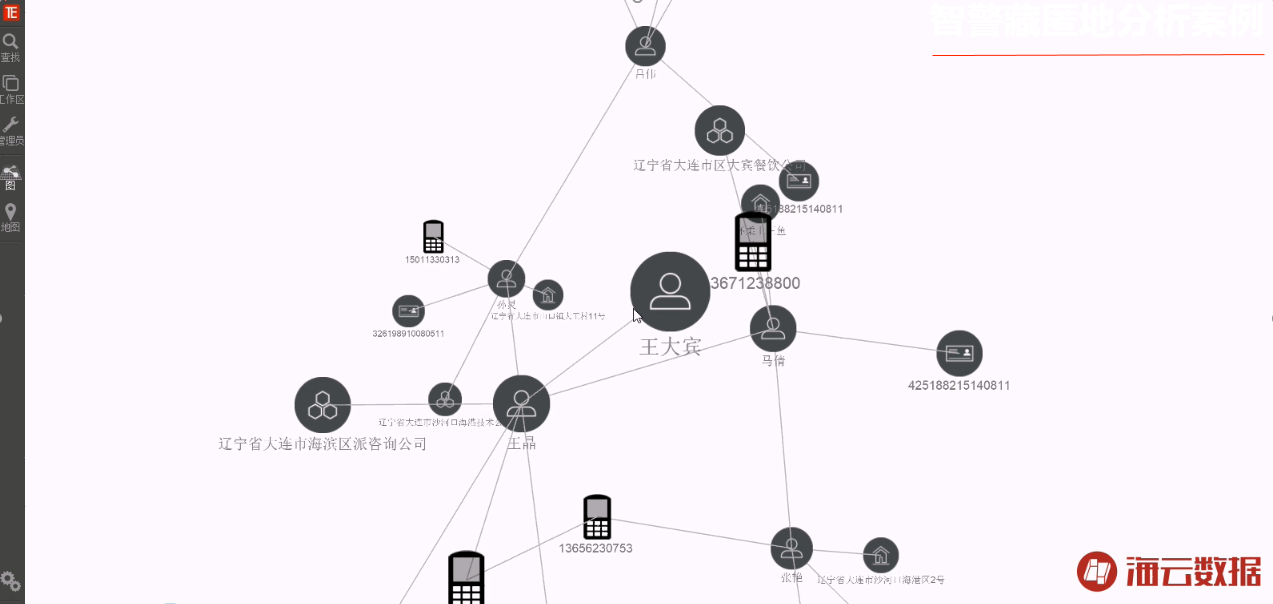 TE
智警藏匿地分析案例
查找
工作区
管理员
图
地图
吕伟
辽宁省大连市区大宾餐饮公司
188215140811
15011330313
3671238800
326198910080511
王大宾
马倩
425188215140811
辽宁省大连市海滨区派咨询公司
王晶
13656230753
张艳
辽宁省大连市沙河口海港区2号
海云数据